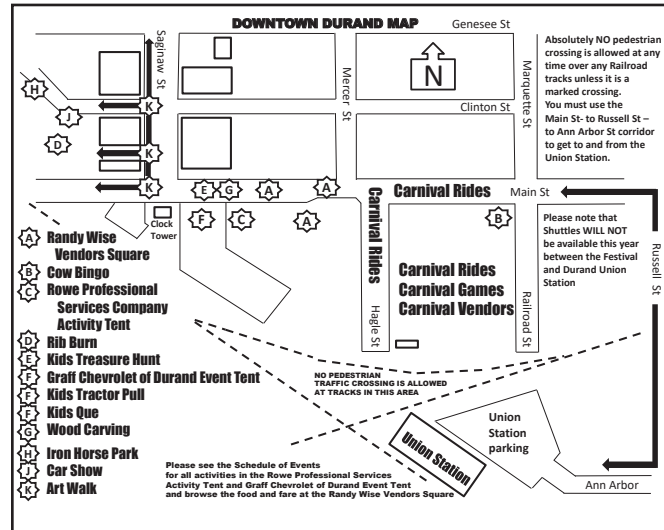 DOWNTOWN DURAND MAP
Genesee St
Saginaw St
Mercer St
Marquette St
N
Clinton St
Absolutely NO pedestrian
crossing is allowed at any
time over any Railroad
tracks unless it is a
marked crossing.
You must use the
Main St- to Russell St –
to Ann Arbor St corridor
to get to and from the
Union Station.
H
J
D
K
K
K
E
G
A
A
Carnival Rides
Main St
F
C
A
B
Clock
Tower
Carnival Rides
Hagle St
Carnival Rides
Carnival Games
Carnival Vendors
Railroad St
Please note that
Shuttles WILL NOT
be available this year
between the Festival
and Durand Union
Station
Russell St
A Randy Wise
Vendors Square
B Cow Bingo
C Rowe Professional
Services Company
Activity Tent
D Rib Burn
E Kids Treasure Hunt
F Graff Chevrolet of Durand Event Tent
F Kids Tractor Pull
F Kids Que
G Wood Carving
H Iron Horse Park
J Car Show
K Art Walk
NO PEDESTRIAN
TRAFFIC CROSSING IS ALLOWED
AT TRACKS IN THIS AREA
Union
Station
parking
Union Station
Ann Arbor
Please see the Schedule of Events
for all activities in the Rowe Professional Services
Activity Tent and Graff Chevrolet of Durand Event Tent
and browse the food and fare at the Randy Wise Vendors Square